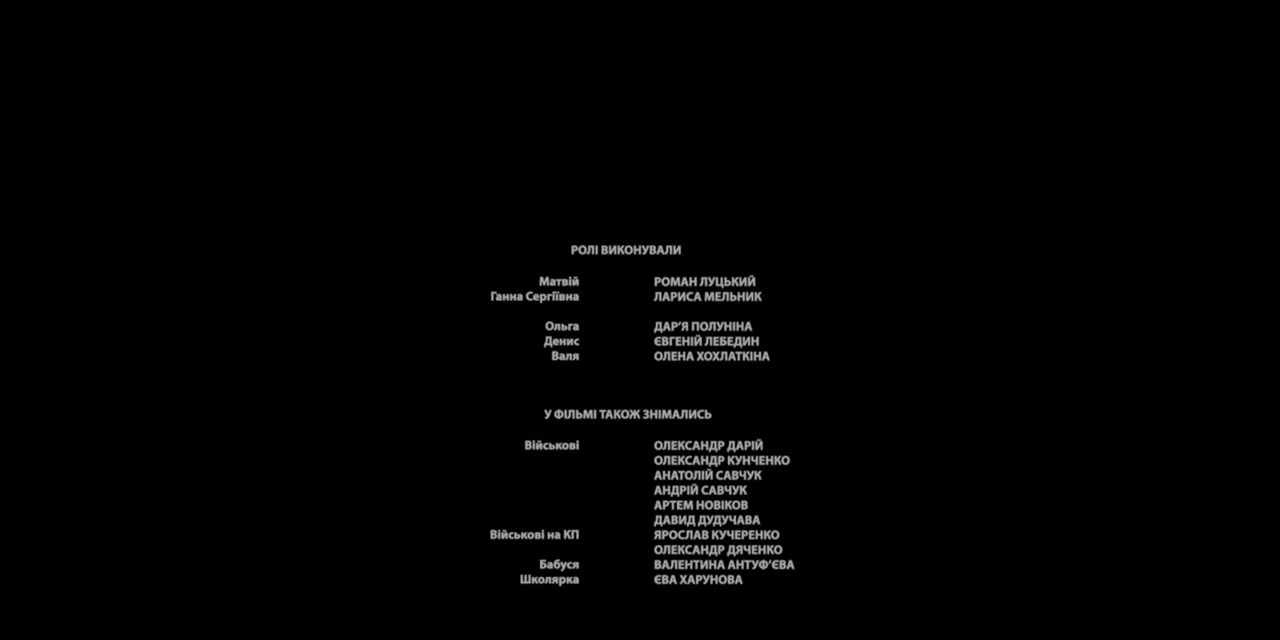 РОЛІ ВИКОНУВАЛИ
Матвій РОМАН ЛУЦЬКИЙ
Ганна Сергіївна ЛАРИСА МЕЛЬНИК
Ольга ДАР’Я ПОЛУНІНА
Денис ЄВГЕНІЙ ЛЕБЕДИН
Валя ОЛЕНА ХОХЛАТКІНА
У ФІЛЬМІ ТАКОЖ ЗНІМАЛИСЬ
Військові ОЛЕКСАНДР ДАРІЙ
ОЛЕКСАНДР КУНЧЕНКО
АНАТОЛІЙ САВЧУК
АНДРІЙ САВЧУК
АРТЕМ НОВІКОВ
ДАВИД ДУДУЧАВА
Військові на КП ЯРОСЛАВ КУЧЕРЕНКО
ОЛЕКСАНДР ДЯЧЕНКО
Бабуся ВАЛЕНТИНА АНТУФ’ЄВА
Школярка ЄВА ХАРУНОВА